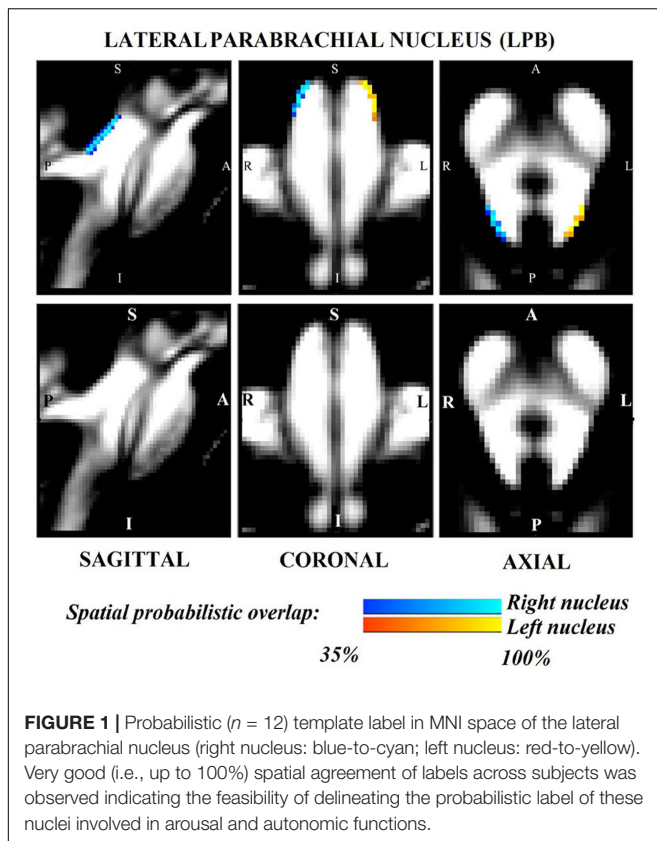 LATERAL PARABRACHIAL NUCLEUS (LPB)
S S A
P A R L R L
I I P
S S A
P A R L R L
I I P
SAGITTAL CORONAL AXIAL
Spatial probabilistic overlap: Right nucleus
Left nucleus
35% 100%
FIGURE 1 | Probabilistic (n = 12) template label in MNI space of the lateral
parabrachial nucleus (right nucleus: blue-to-cyan; left nucleus: red-to-yellow).
Very good (i.e., up to 100%) spatial agreement of labels across subjects was
observed indicating the feasibility of delineating the probabilistic label of these
nuclei involved in arousal and autonomic functions.